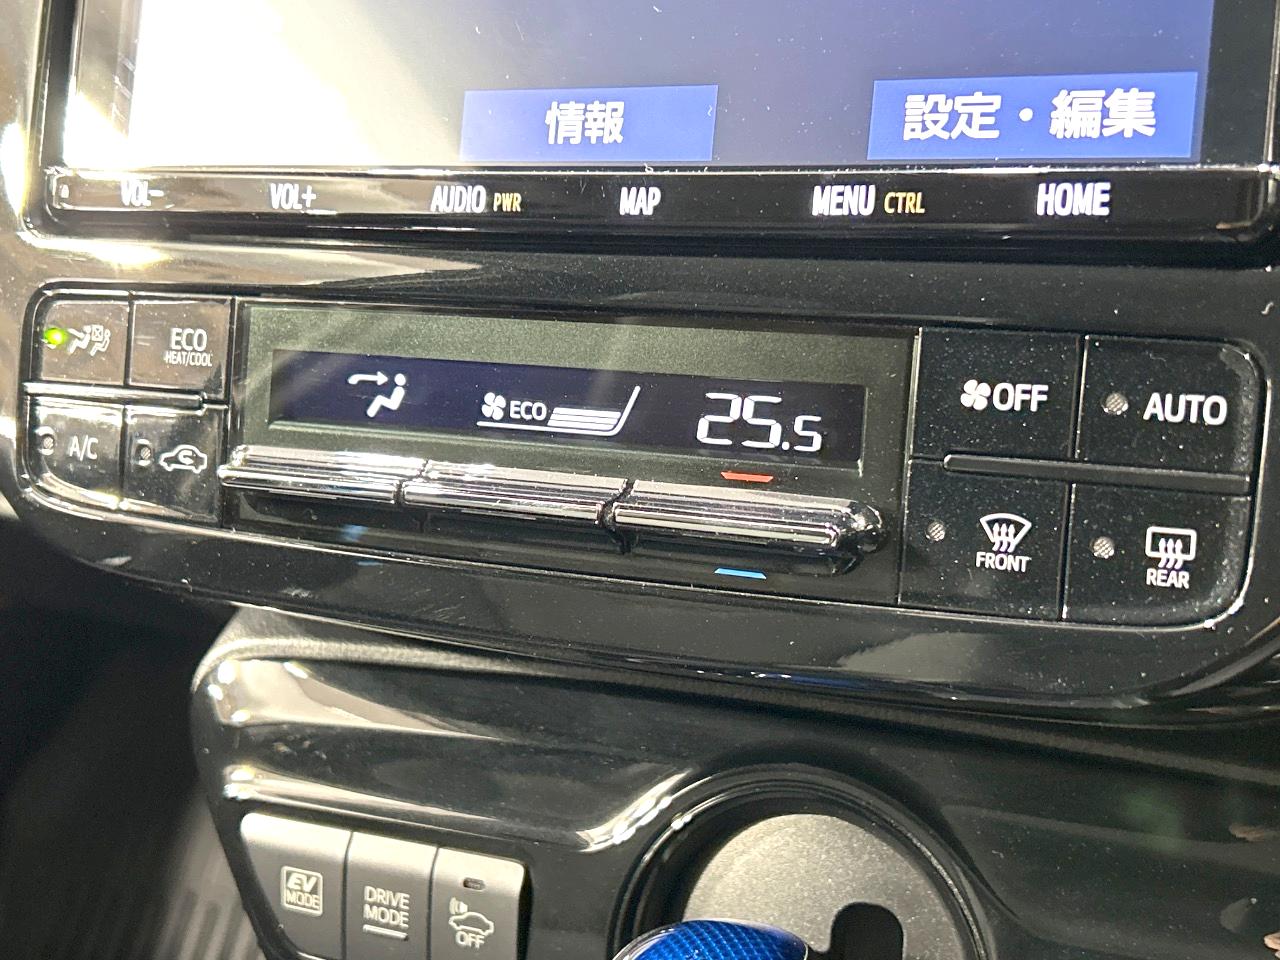 情報
設定・編集
VOL-
VOL+
AUDIO PWR
MAP
MENU CTRL
HOME
ECO
HEAT/COOL
A/C
ECO
25.5
OFF
AUTO
FRONT
REAR
EV
MODE
DRIVE
MODE
OFF